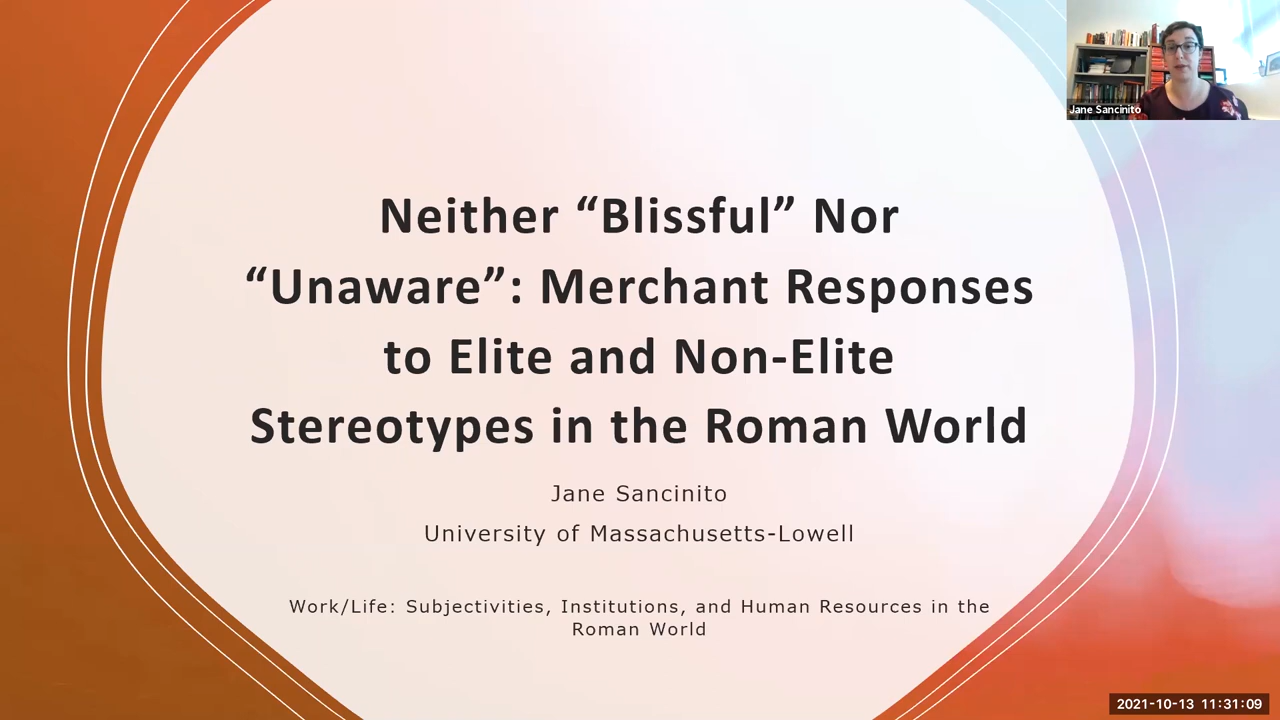 Jane Sancinito
Neither “Blissful” Nor
“Unaware”: Merchant Responses
to Elite and Non-Elite
Stereotypes in the Roman World
Jane Sancinito
University of Massachusetts-Lowell
Work/Life: Subjectivities, Institutions, and Human Resources in the
Roman World
2021-10-13 11:31:09